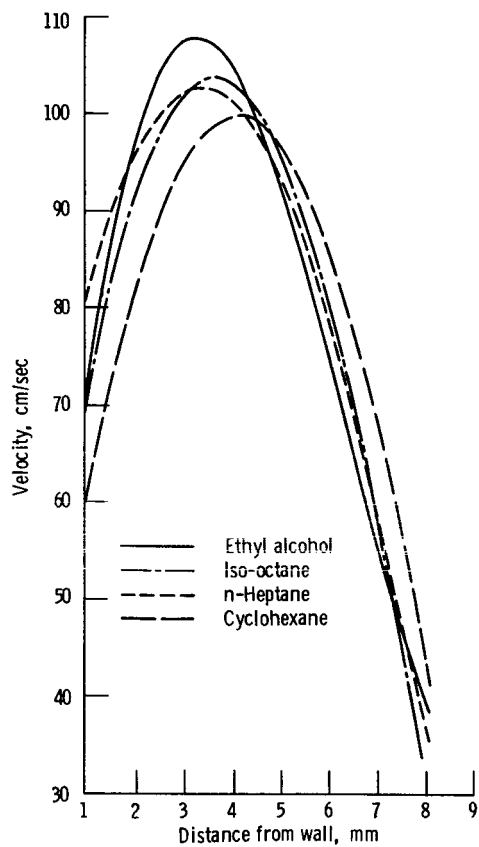 110
100
90
80
70
60
50
40
30
Velocity, cm/sec
Ethyl alcohol
Iso-octane
n-Heptane
Cyclohexane
1 2 3 4 5 6 7 8 9
Distance from wall, mm